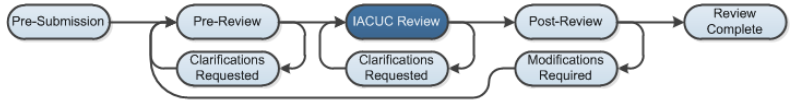 Pre-Submission
Pre-Review
IACUC Review
Post-Review
Review
Complete
Clarifications
Requested
Clarifications
Requested
Modifications
Required